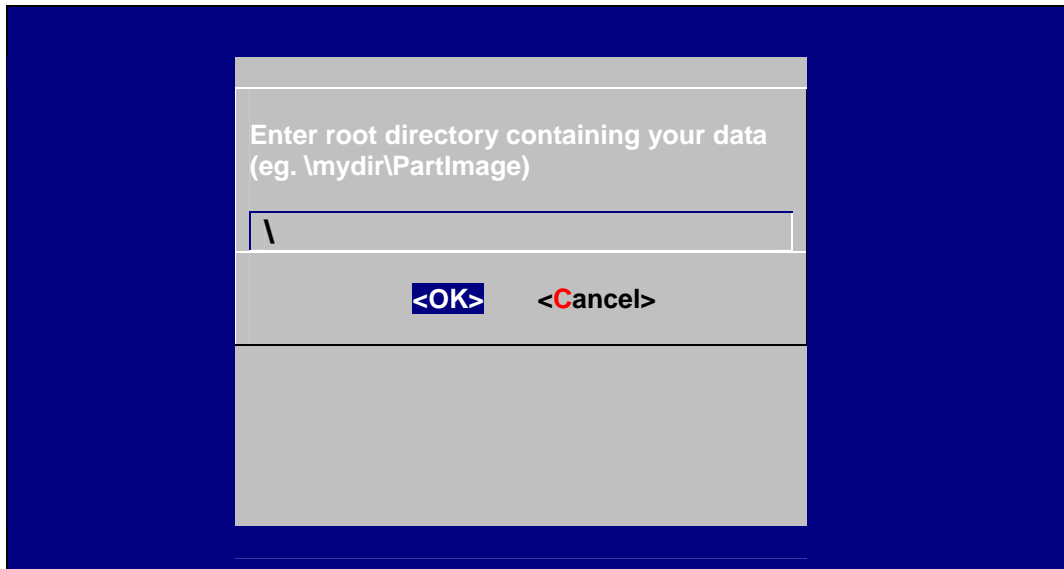 Enter root directory containing your data
(eg. \mydir\PartImage)
\
<OK> <Cancel>